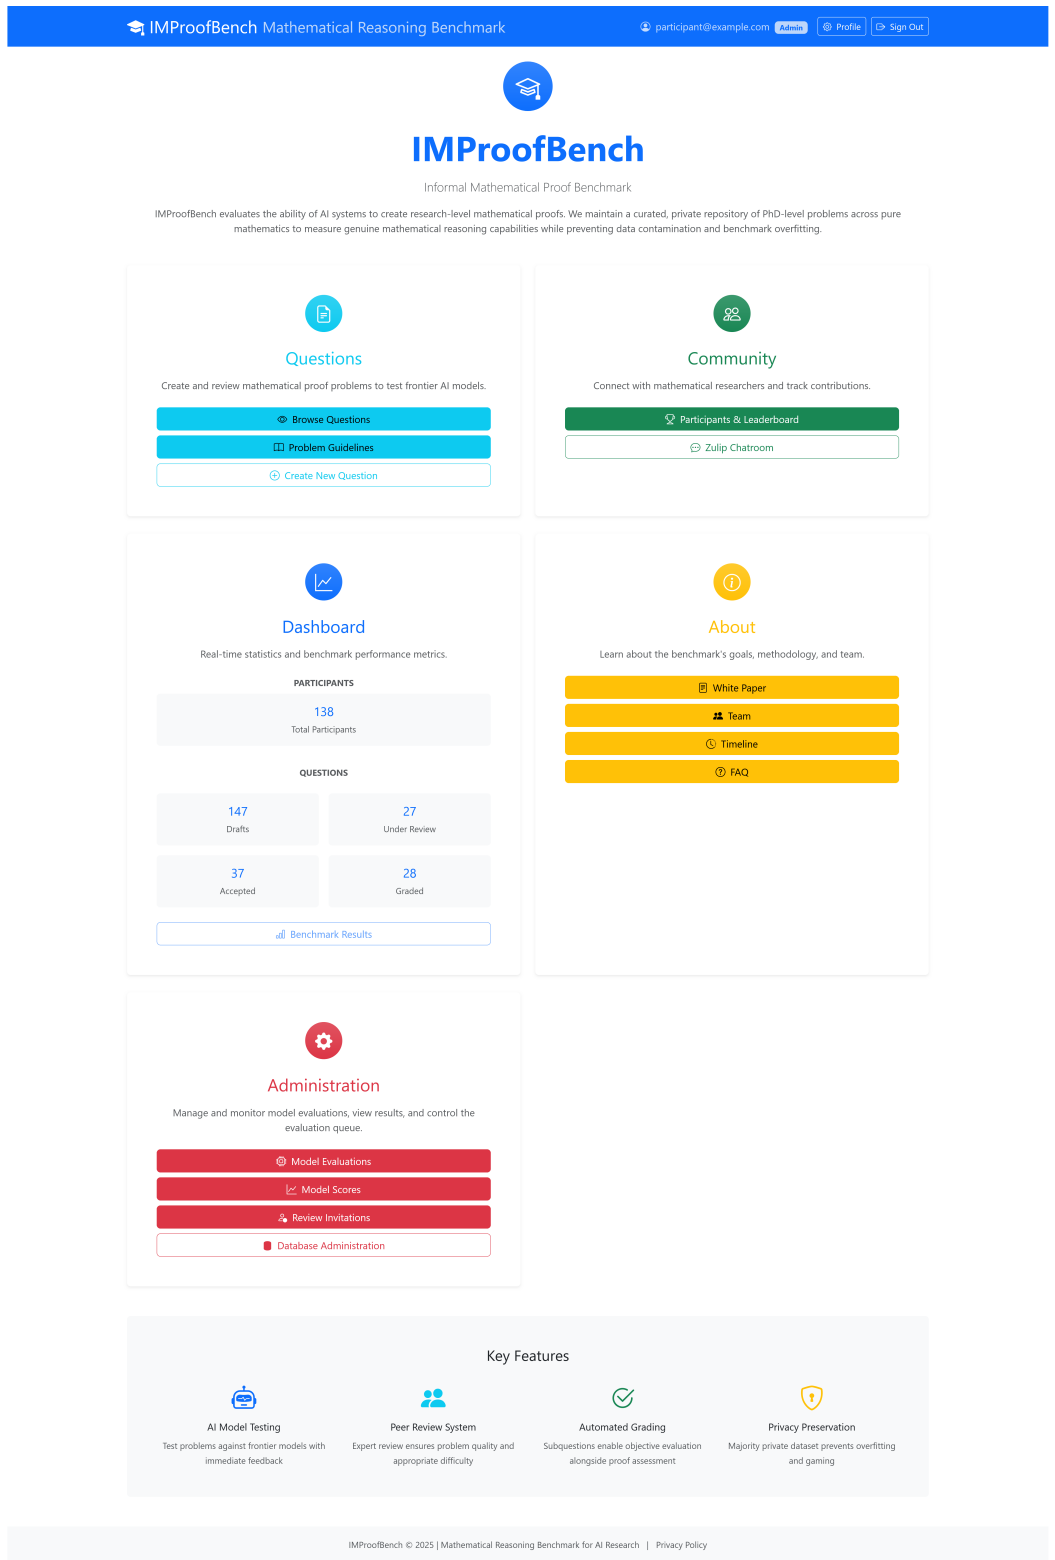 IMProofBench Mathematical Reasoning Benchmark
participant@example.com Admin Profile Sign Out
IMProofBench
Informal Mathematical Proof Benchmark
IMProofBench evaluates the ability of AI systems to create research-level mathematical proofs. We maintain a curated, private repository of PhD-level problems across pure
mathematics to measure genuine mathematical reasoning capabilities while preventing data contamination and benchmark overfitting.
Questions
Create and review mathematical proof problems to test frontier AI models.
Browse Questions
Problem Guidelines
Create New Question
Community
Connect with mathematical researchers and track contributions.
Participants & Leaderboard
Zulip Chatroom
Dashboard
Real-time statistics and benchmark performance metrics.
PARTICIPANTS
138
Total Participants
QUESTIONS
147
Drafts
27
Under Review
37
Accepted
28
Graded
Benchmark Results
About
Learn about the benchmark's goals, methodology, and team.
White Paper
Team
Timeline
FAQ
Administration
Manage and monitor model evaluations, view results, and control the
evaluation queue.
Model Evaluations
Model Scores
Review Invitations
Database Administration
Key Features
AI Model Testing
Test problems against frontier models with
immediate feedback
Peer Review System
Expert review ensures problem quality and
appropriate difficulty
Automated Grading
Subquestions enable objective evaluation
alongside proof assessment
Privacy Preservation
Majority private dataset prevents overfitting
and gaming
IMProofBench © 2025 | Mathematical Reasoning Benchmark for AI Research | Privacy Policy